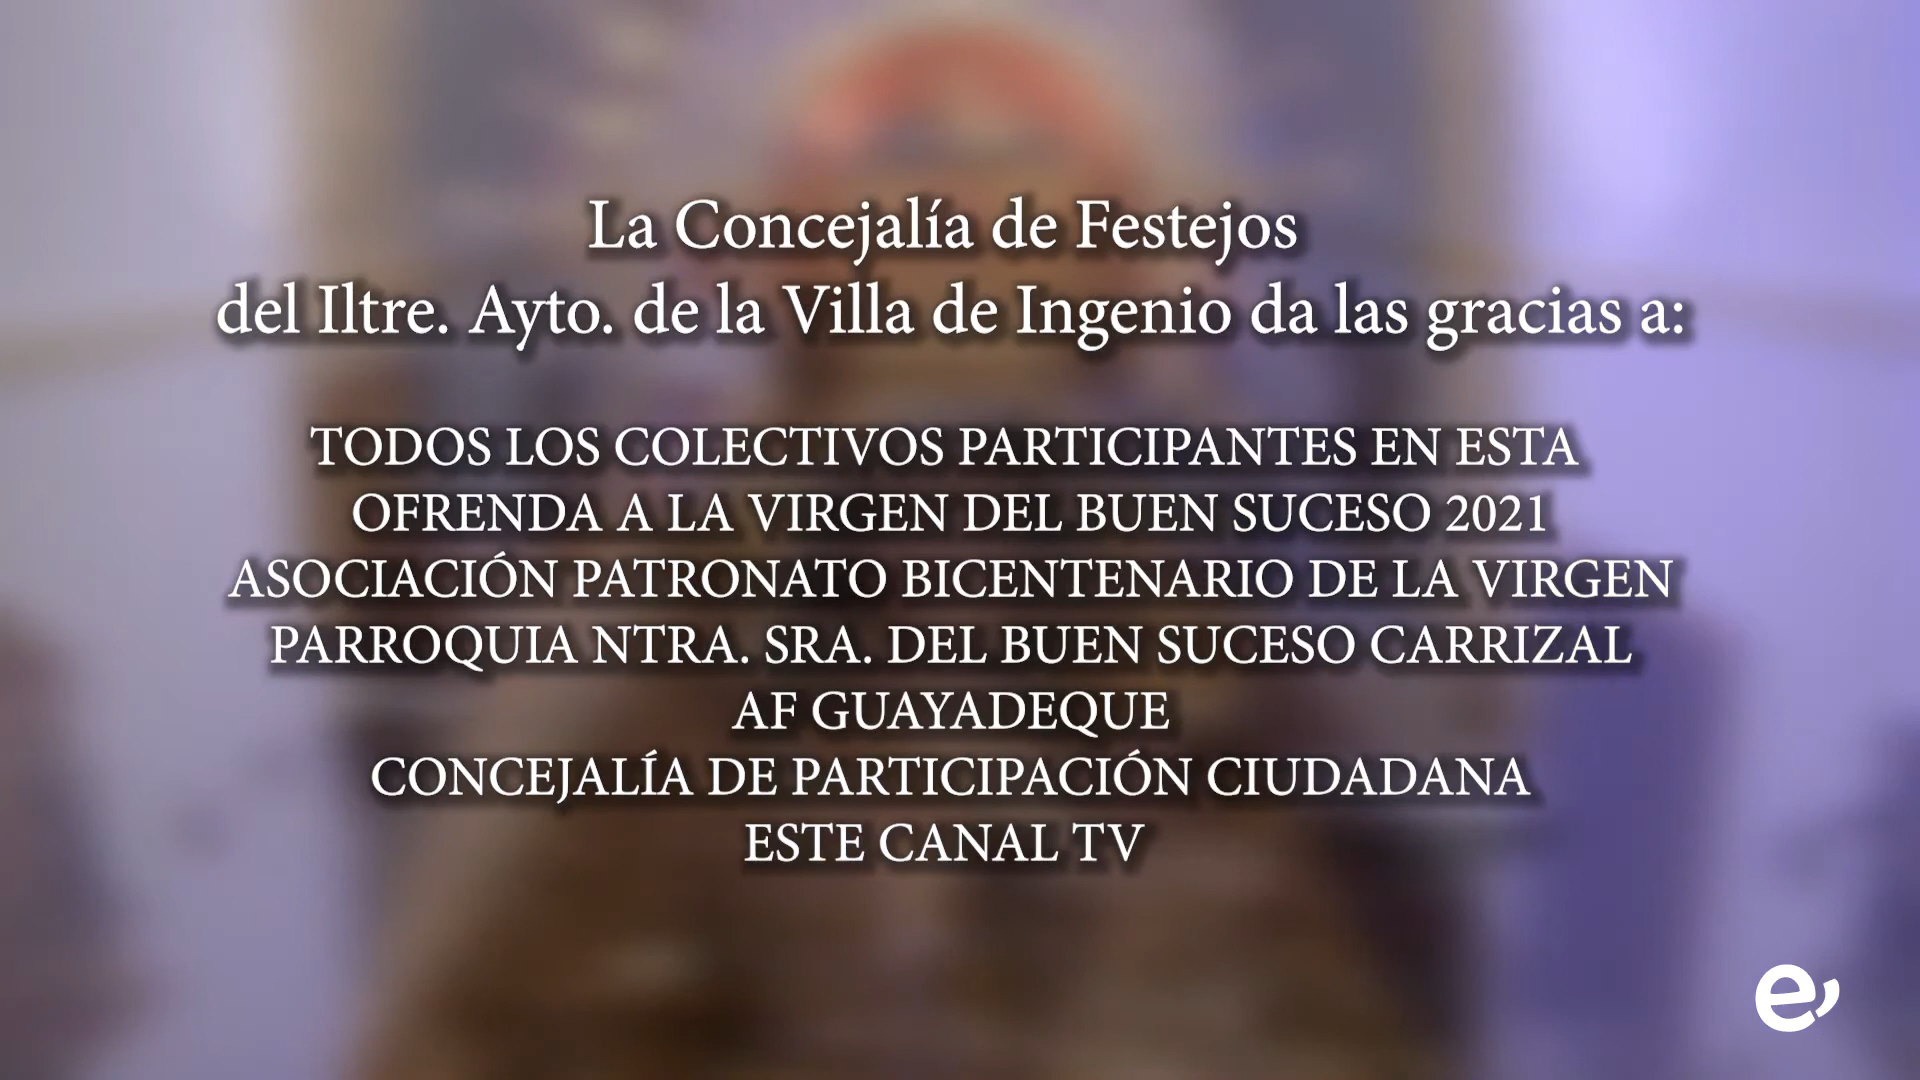 La Concejalía de Festejos
del Iltre. Ayto. de la Villa de Ingenio da las gracias a:
TODOS LOS COLECTIVOS PARTICIPANTES EN ESTA
OFRENDA A LA VIRGEN DEL BUEN SUCESO 2021
ASOCIACIÓN PATRONATO BICENTENARIO DE LA VIRGEN
PARROQUIA NTRA. SRA. DEL BUEN SUCESO CARRIZAL
AF GUAYADEQUE
CONCEJALÍA DE PARTICIPACIÓN CIUDADANA
ESTE CANAL TV
e